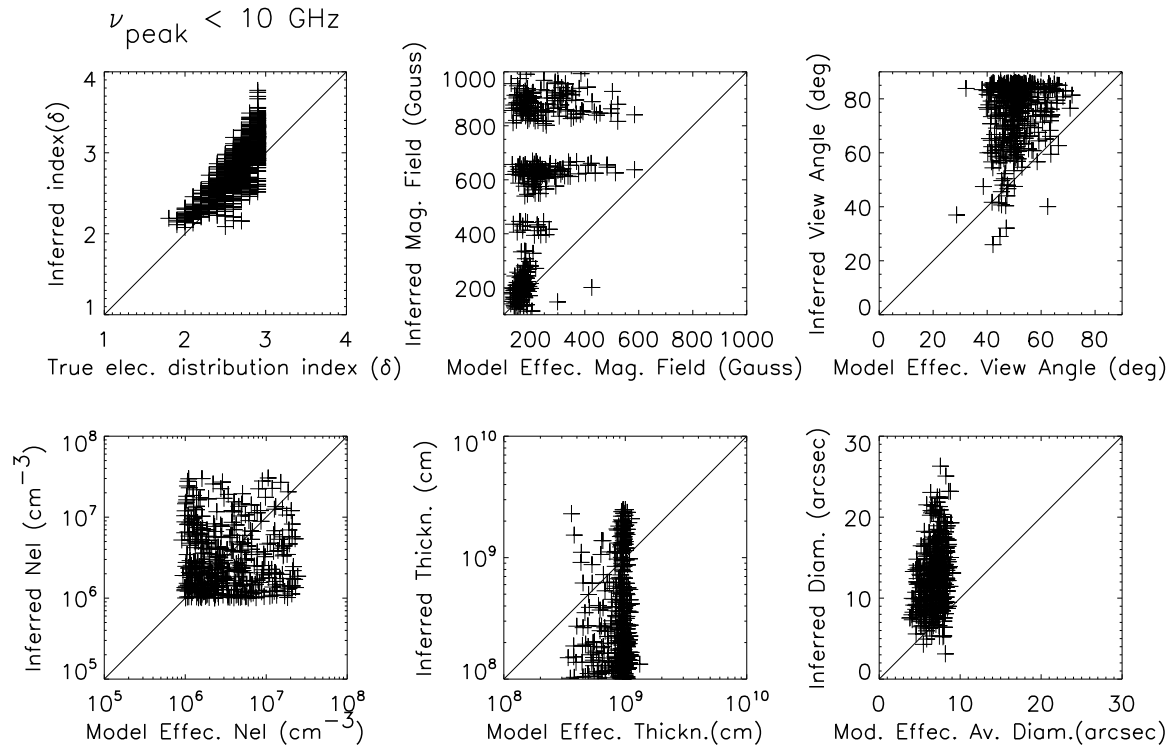 ν_peak < 10 GHz
4
3
2
1
Inferred index(δ)
1 2 3 4
True elec. distribution index (δ)
1000
800
600
400
200
Inferred Mag. Field (Gauss)
200 400 600 800 1000
Model Effec. Mag. Field (Gauss)
80
60
40
20
0
Inferred View Angle (deg)
0 20 40 60 80
Model Effec. View Angle (deg)
10^8
10^7
10^6
10^5
Inferrred Nel (cm^−3)
10^5 10^6 10^7 10^8
Model Effec. Nel (cm^−3)
10^10
10^9
10^8
Inferred Thickn. (cm)
10^8 10^9 10^10
Model Effec. Thickn.(cm)
30
20
10
0
Inferred Diam. (arcsec)
0 10 20 30
Mod. Effec. Av. Diam.(arcsec)